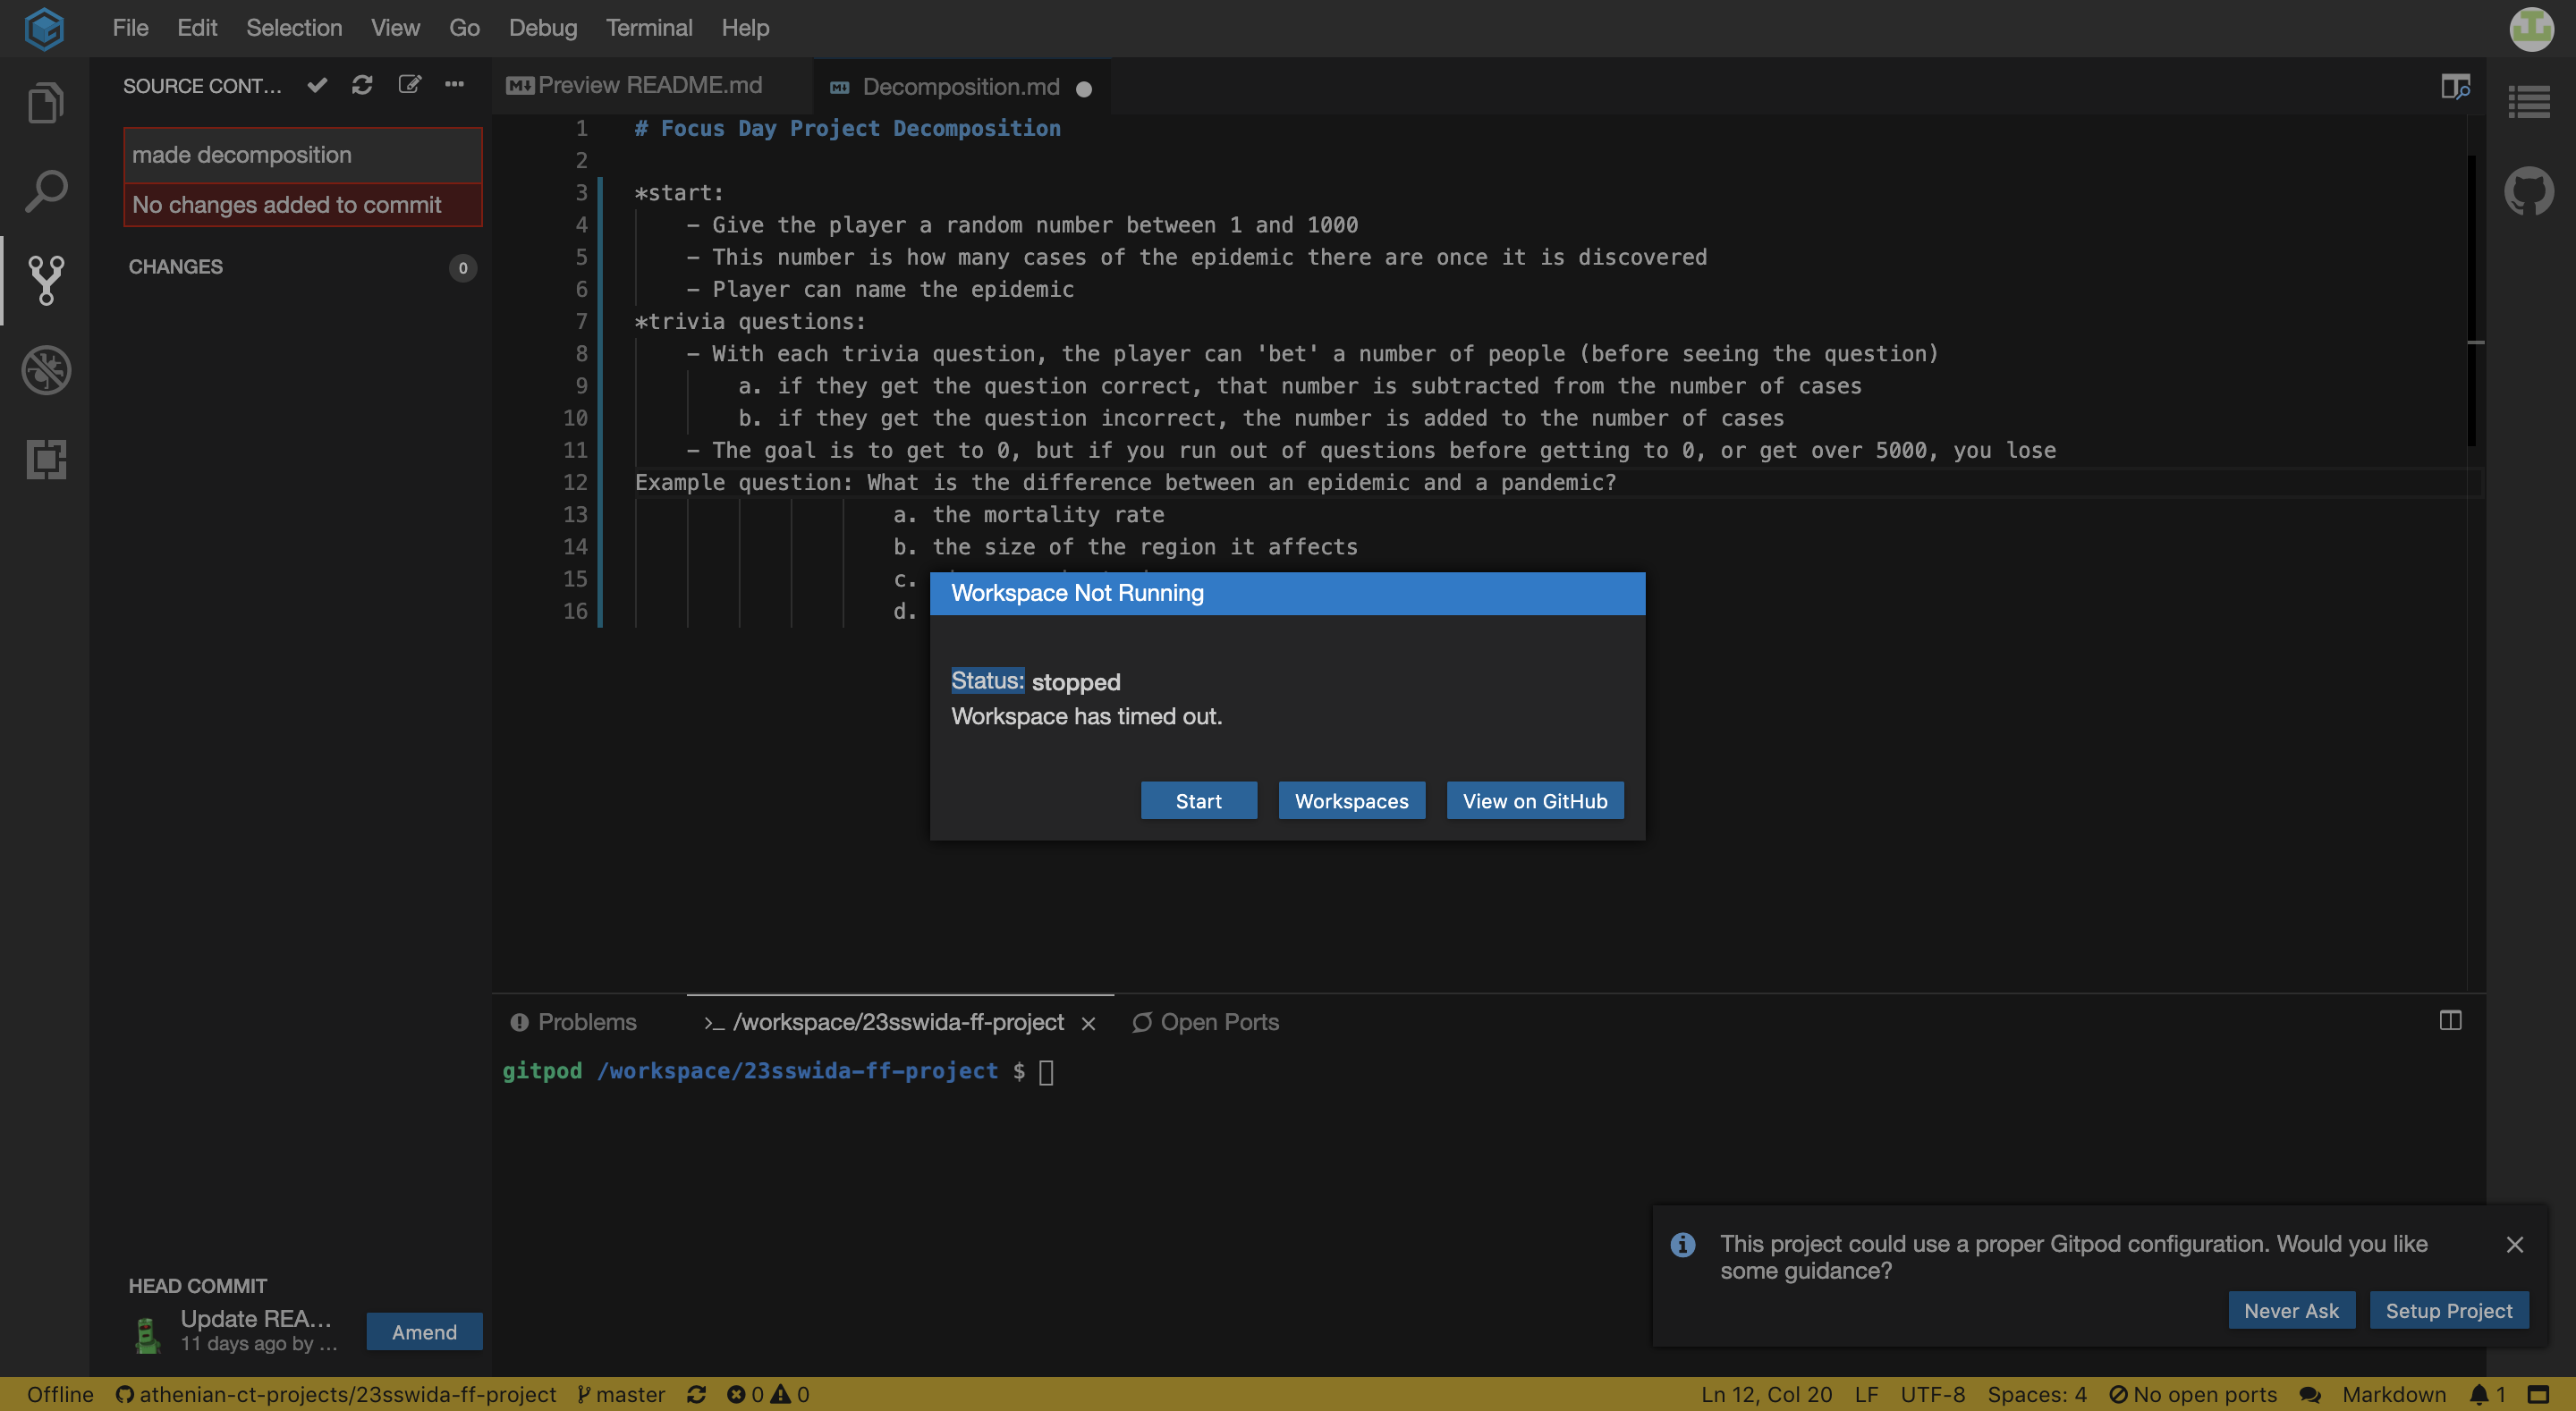 File Edit Selection View Go Debug Terminal Help
SOURCE CONT...
made decomposition
No changes added to commit
CHANGES
0
Preview README.md
Decomposition.md
1 # Focus Day Project Decomposition
2
3 *start:
4 - Give the player a random number between 1 and 1000
5 - This number is how many cases of the epidemic there are once it is discovered
6 - Player can name the epidemic
7 *trivia questions:
8 - With each trivia question, the player can 'bet' a number of people (before seeing the question)
9 a. if they get the question correct, that number is subtracted from the number of cases
10 b. if they get the question incorrect, the number is added to the number of cases
11 - The goal is to get to 0, but if you run out of questions before getting to 0, or get over 5000, you lose
12 Example question: What is the difference between an epidemic and a pandemic?
13 a. the mortality rate
14 b. the size of the region it affects
15 c.
16 d.
Workspace Not Running
Status: stopped
Workspace has timed out.
Start Workspaces View on GitHub
Problems >_ /workspace/23sswida-ff-project Open Ports
gitpod /workspace/23sswida-ff-project $
This project could use a proper Gitpod configuration. Would you like
some guidance?
Never Ask Setup Project
HEAD COMMIT
Update REA...
11 days ago by ...
Amend
Offline athenian-ct-projects/23sswida-ff-project master 0 0
Ln 12, Col 20 LF UTF-8 Spaces: 4 No open ports Markdown 1